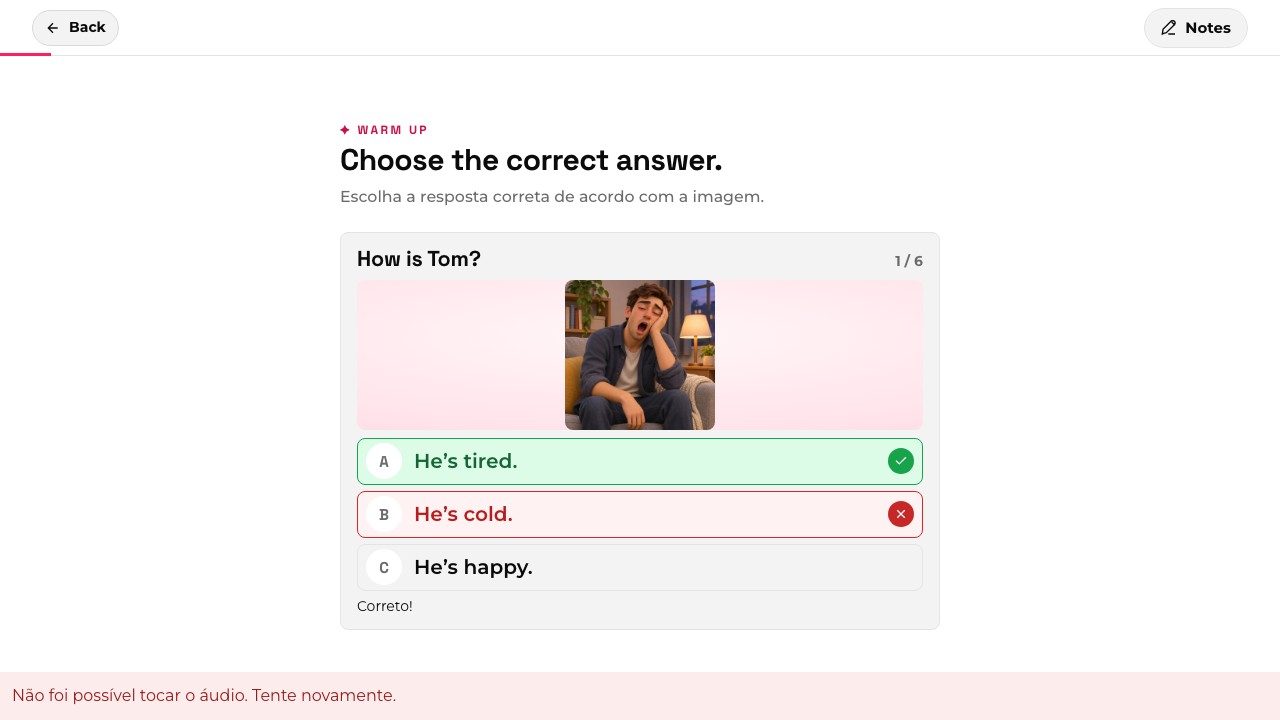 Back
Notes
WARM UP
Choose the correct answer.
Escolha a resposta correta de acordo com a imagem.
How is Tom?
1 / 6
A He’s tired.
B He’s cold.
C He’s happy.
Correto!
Não foi possível tocar o áudio. Tente novamente.